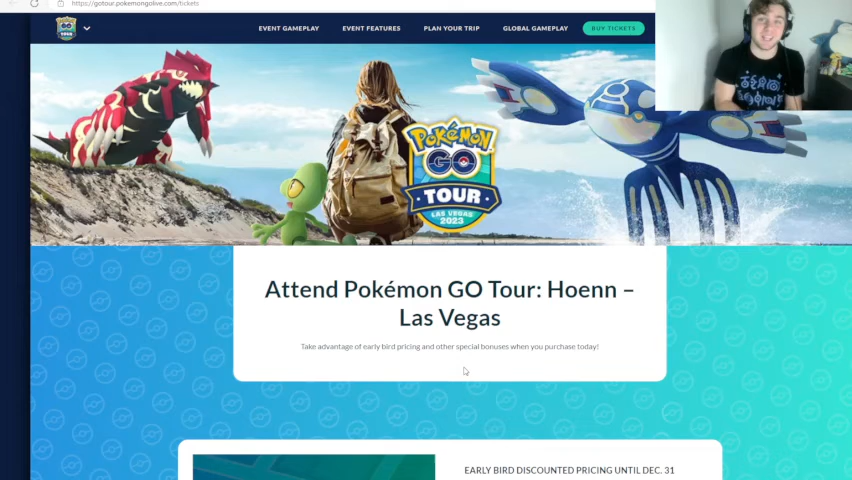 https://gotour.pokemongolive.com/tickets
EVENT GAMEPLAY EVENT FEATURES PLAN YOUR TRIP GLOBAL GAMEPLAY BUY TICKETS
POKÉMON
GO
TOUR
LAS VEGAS
2023
Attend Pokémon GO Tour: Hoenn –
Las Vegas
Take advantage of early bird pricing and other special bonuses when you purchase today!
EARLY BIRD DISCOUNTED PRICING UNTIL DEC. 31